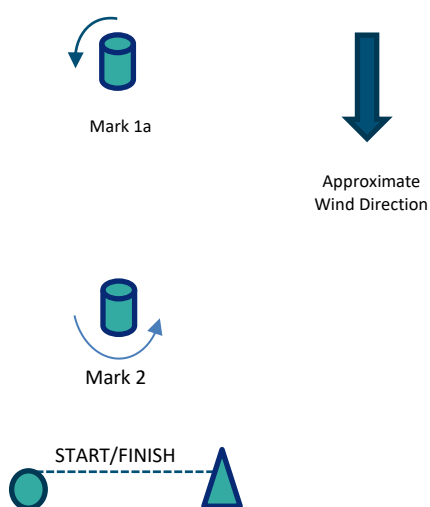 Mark 1a
Approximate
Wind Direction
Mark 2
START/FINISH